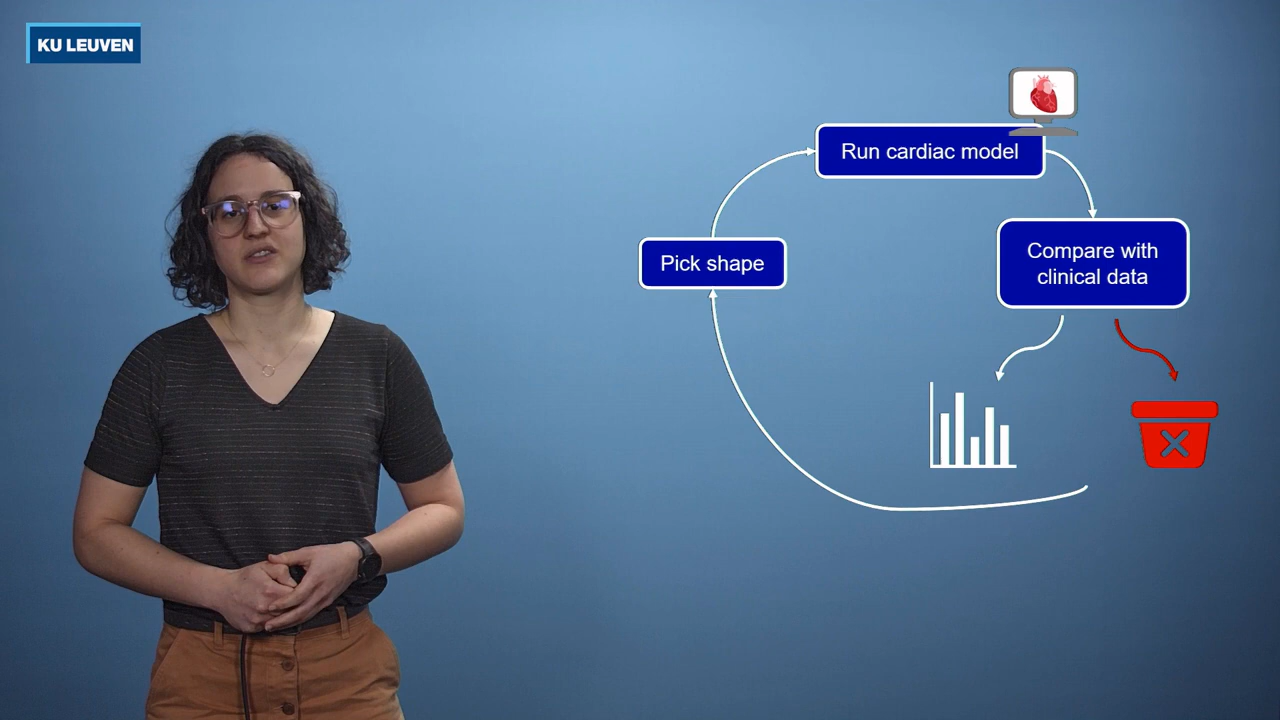 KU LEUVEN
Run cardiac model
Pick shape
Compare with
clinical data